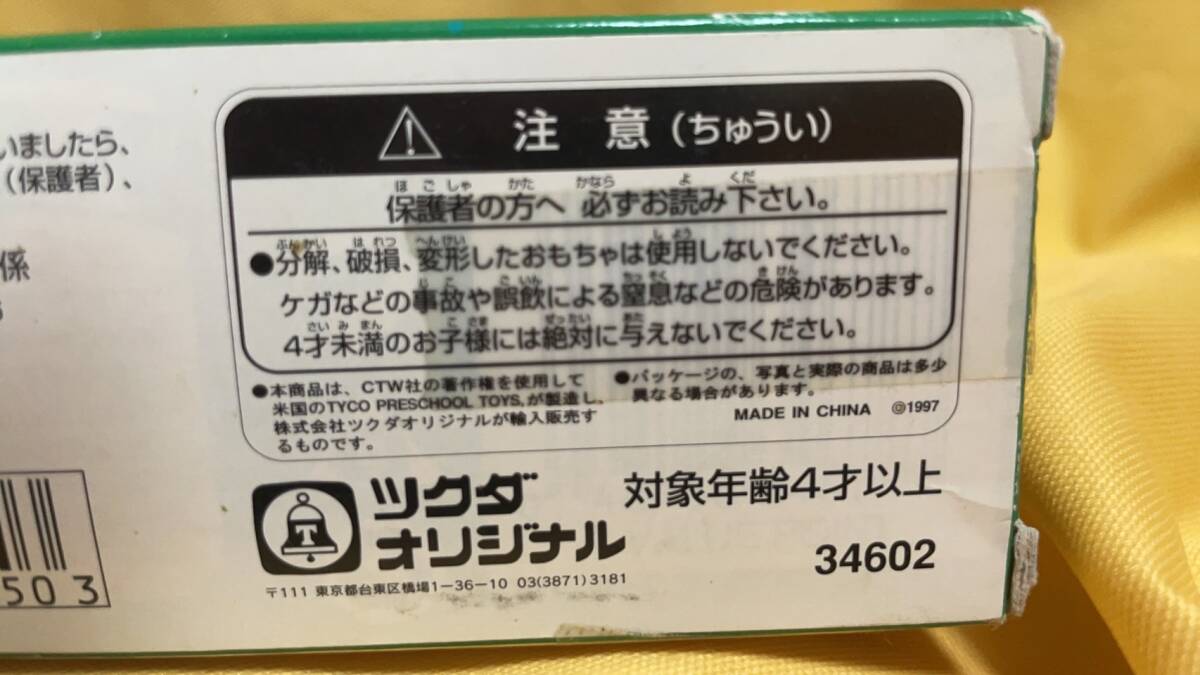 いましたら、
(保護者)、
係
503
注意(ちゅうい)
ほごしゃ かた かなら よ くだ
保護者の方へ 必ずお読み下さい。
ぶんかい はれつ へんけい しよう
●分解、破損、変形したおもちゃは使用しないでください。
じこ ごいん ちっそく きけん
ケガなどの事故や誤飲による窒息などの危険があります。
さいみまん こさま ぜったい あた
4才未満のお子様には絶対に与えないでください。
●本商品は、CTW社の著作権を使用して
米国のTYCO PRESCHOOL TOYS,が製造し、
株式会社ツクダオリジナルが輸入販売す
るものです。
●パッケージの、写真と実際の商品は多少
異なる場合があります。
MADE IN CHINA ©1997
T
ツクダ
オリジナル
〒111 東京都台東区橋場1-36-10 03(3871)3181
対象年齢4才以上
34602